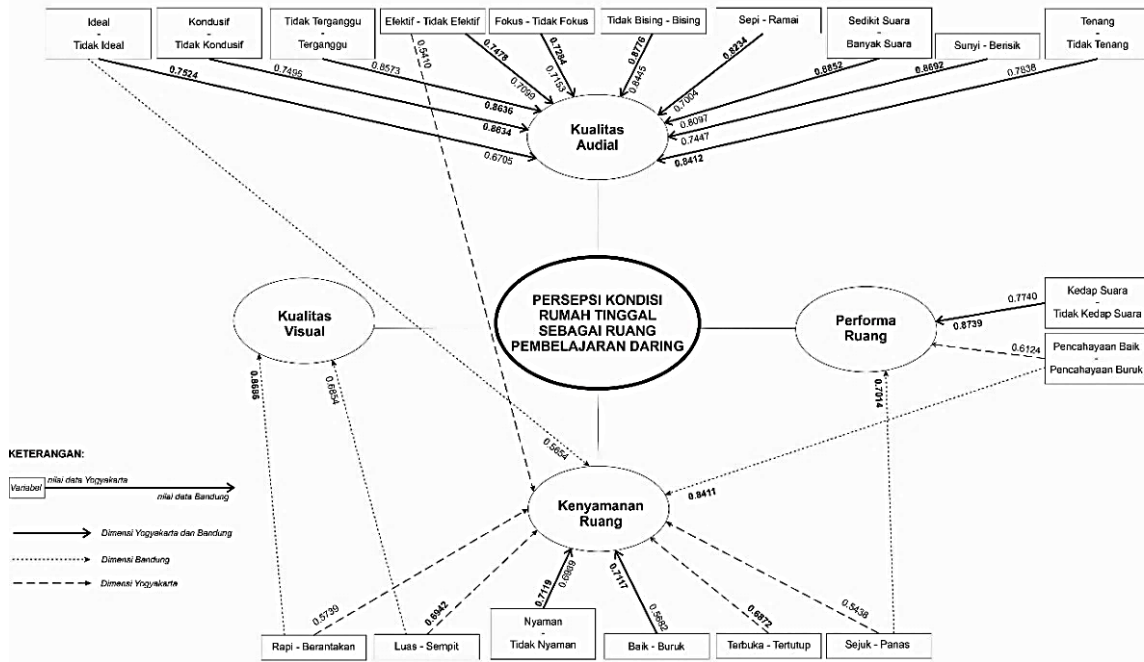 Ideal
-
Tidak Ideal
Kondusif
-
Tidak Kondusif
Tidak Terganggu
-
Terganggu
Efektif - Tidak Efektif
Fokus - Tidak Fokus
Tidak Bising - Bising
Sepi - Ramai
Sedikit Suara
-
Banyak Suara
Sunyi - Berisik
Tenang
-
Tidak Tenang
0.7524
0.7495
0.8573
0.5410
0.7478
0.7099
0.7284
0.7153
0.8776
0.8445
0.8234
0.7004
0.8852
0.8097
0.8692
0.7447
0.7838
0.8412
0.8636
0.8634
0.6705
Kualitas
Audial
Kualitas
Visual
PERSEPSI KONDISI
RUMAH TINGGAL
SEBAGAI RUANG
PEMBELAJARAN DARING
Performa
Ruang
0.7740
0.8739
Kedap Suara
-
Tidak Kedap Suara
0.6124
Pencahayaan Baik
-
Pencahayaan Buruk
0.7014
0.6854
0.5654
0.8411
Kenyamanan
Ruang
KETERANGAN:
Variabel
nilai data Yogyakarta
nilai data Bandung
Dimensi Yogyakarta dan Bandung
Dimensi Bandung
Dimensi Yogyakarta
0.5739
0.6942
0.7119
0.7117
0.5682
0.6872
0.5438
Rapi - Berantakan
Luas - Sempit
Nyaman
-
Tidak Nyaman
Baik - Buruk
Terbuka - Tertutup
Sejuk - Panas